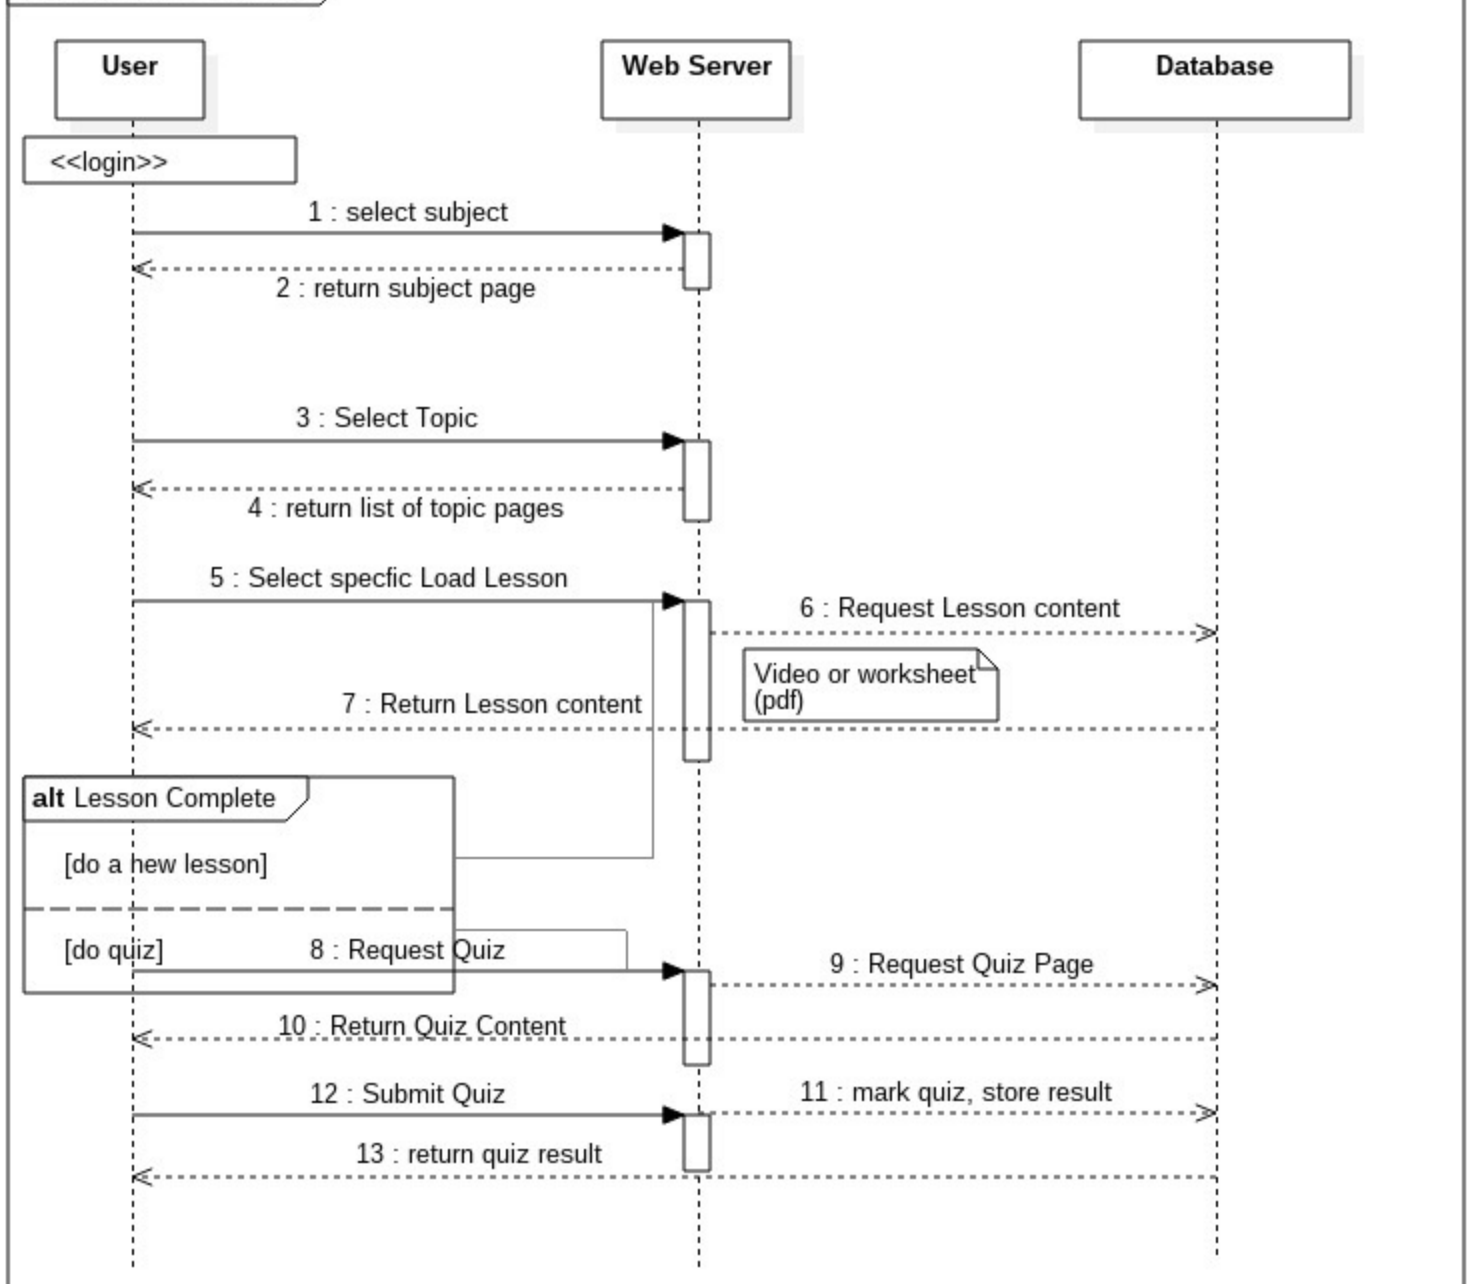 User
Web Server
Database
<<login>>
1 : select subject
2 : return subject page
3 : Select Topic
4 : return list of topic pages
5 : Select specfic Load Lesson
6 : Request Lesson content
Video or worksheet
(pdf)
7 : Return Lesson content
alt Lesson Complete
[do a new lesson]
[do quiz]
8 : Request Quiz
9 : Request Quiz Page
10 : Return Quiz Content
12 : Submit Quiz
11 : mark quiz, store result
13 : return quiz result